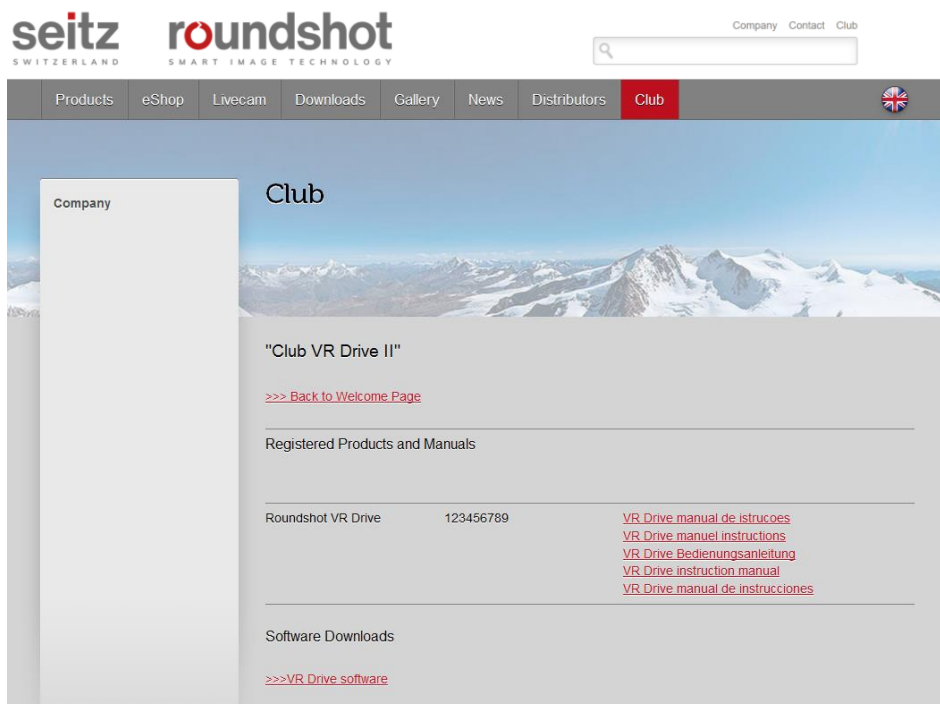 seitz roundshot
SWITZERLAND SMART IMAGE TECHNOLOGY
Company Contact Club
Products eShop Livecam Downloads Gallery News Distributors Club
Company
Club
"Club VR Drive II"
>>> Back to Welcome Page
Registered Products and Manuals
Roundshot VR Drive 123456789 VR Drive manual de istrucoes
VR Drive manuel instructions
VR Drive Bedienungsanleitung
VR Drive instruction manual
VR Drive manual de instrucciones
Software Downloads
>>>VR Drive software